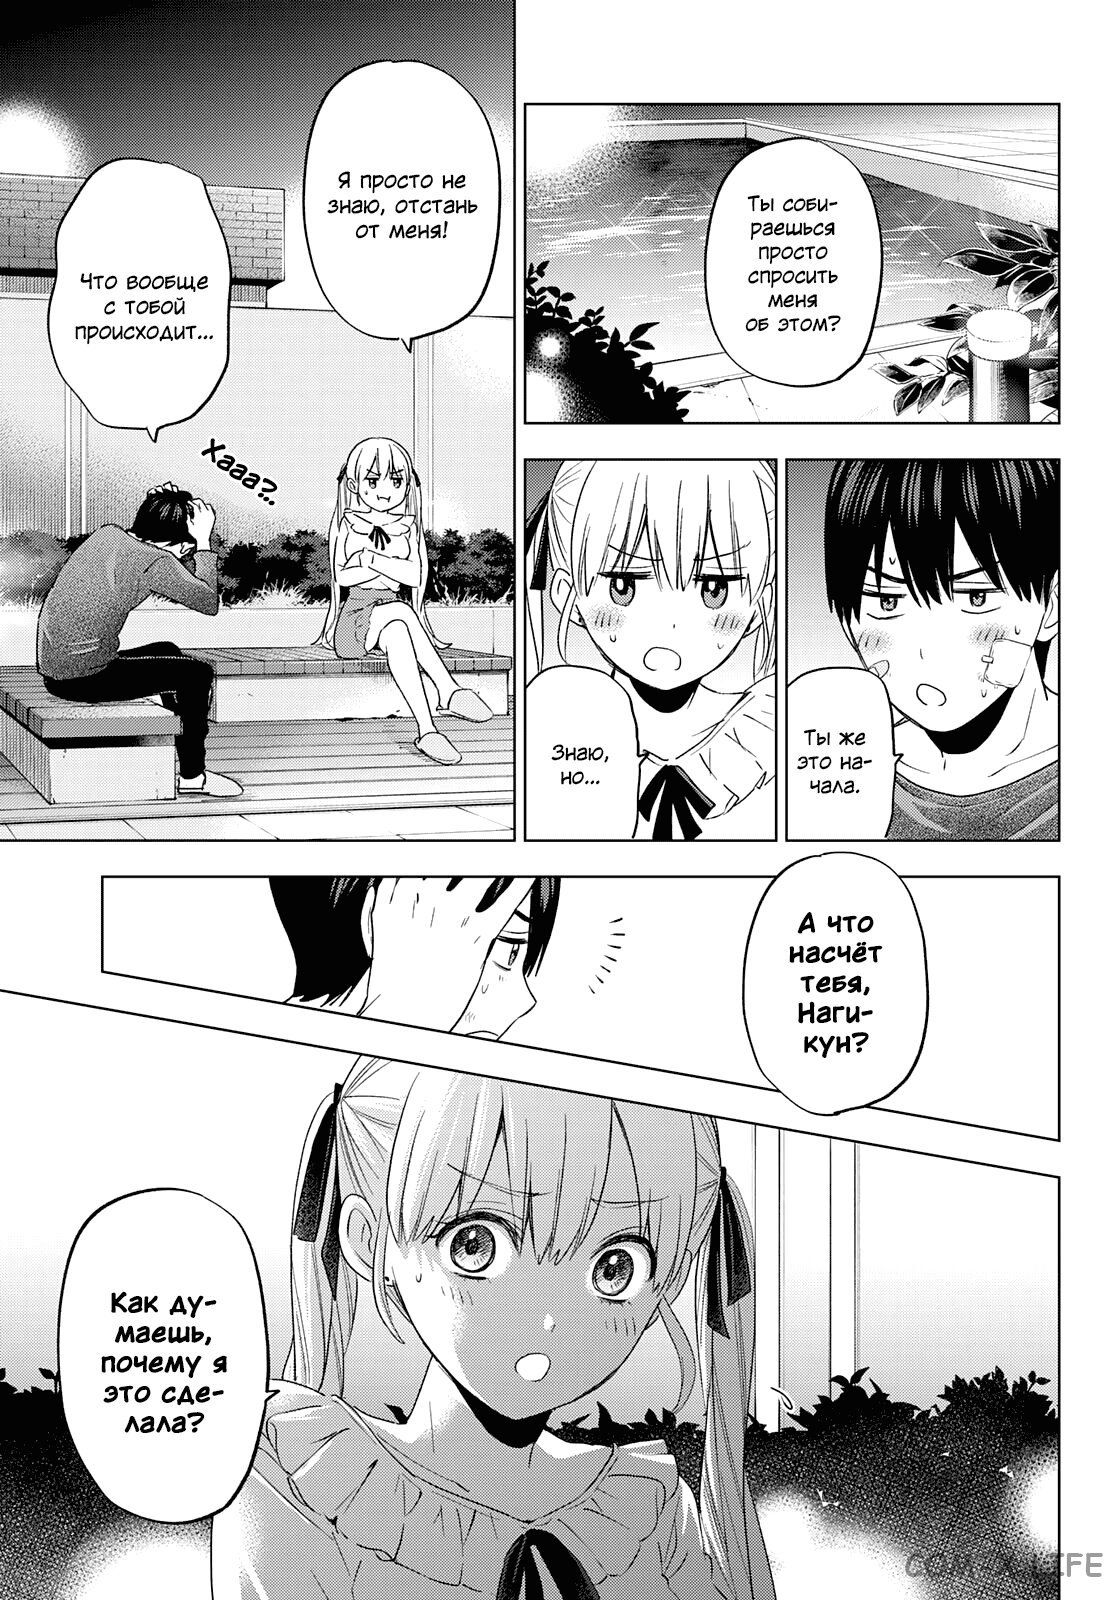 Ты соби-
раешься
просто
спросить
меня
об этом?
Ты же
это на-
чала.
Знаю,
но...
Я просто не
знаю, отстань
от меня!
Что вообще
с тобой
происходит...
Хааа?..
А что
насчёт
тебя,
Наги-
кун?
Как ду-
маешь,
почему я
это сде-
лала?